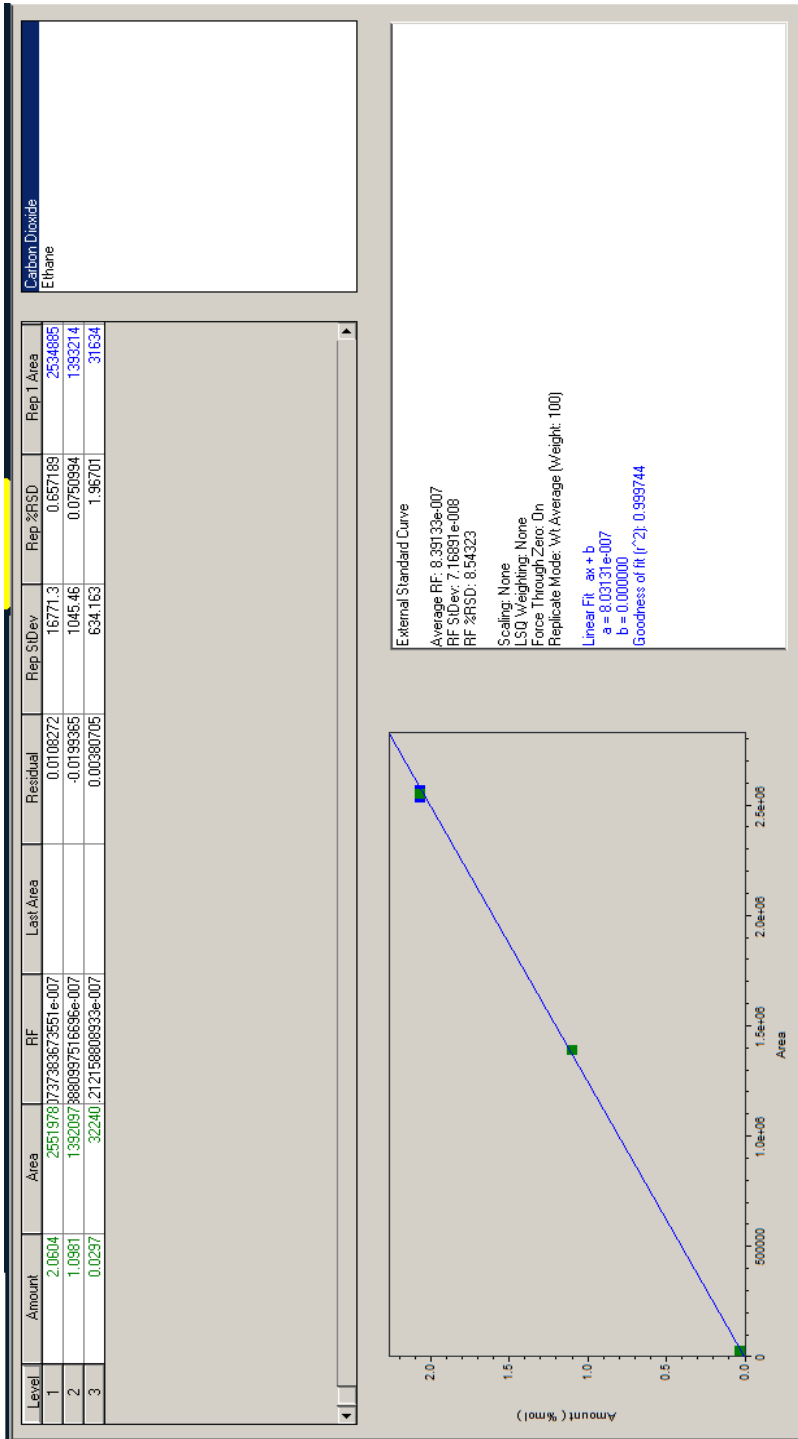 Level Amount Area RF Last Area Residual Rep StDev Rep %RSD Rep 1 Area
1 2.0604 2551978 )737383673551e-007 0.0108272 16771.3 0.657189 2534885
2 1.0981 1392097 3880997516696e-007 -0.0199365 1045.46 0.0750994 1393214
3 0.0297 32240 .212158808933e-007 0.00380705 634.163 1.96701 31634
Carbon Dioxide
Ethane
Amount ( %mol )
2.0
1.5
1.0
0.5
0.0
0 500000 1.0e+06 1.5e+06 2.0e+06 2.5e+06
Area
External Standard Curve
Average RF: 8.39133e-007
RF StDev: 7.16891e-008
RF %RSD: 8.54323
Scaling: None
LSQ Weighting: None
Force Through Zero: On
Replicate Mode: Wt Average (Weight: 100)
Linear Fit ax + b
a = 8.03131e-007
b = 0.000000
Goodness of fit (r^2): 0.999744